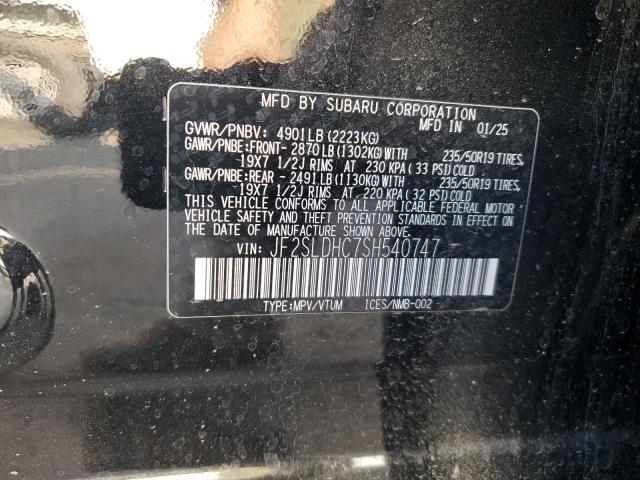 MFD BY SUBARU CORPORATION
MFD IN 01/25
GVWR/PNBV: 4901LB(2223KG)
GAWR/PNBE:FRONT- 2870LB(1302KG)WITH 235/50R19 TIRES,
19X7 1/2J RIMS AT 230 KPA(33 PSI)COLD
GAWR/PNBE:REAR - 2491LB(1130KG)WITH 235/50R19 TIRES,
19X7 1/2J RIMS AT 220 KPA(32 PSI)COLD
THIS VEHICLE CONFORMS TO ALL APPLICABLE FEDERAL MOTOR
VEHICLE SAFETY AND THEFT PREVENTION STANDARDS IN EFFECT ON
THE DATE OF MANUFACTURE SHOWN ABOVE.
VIN: JF2SLDHC7SH540747
TYPE:MPV/VTUM ICES/NMB-002